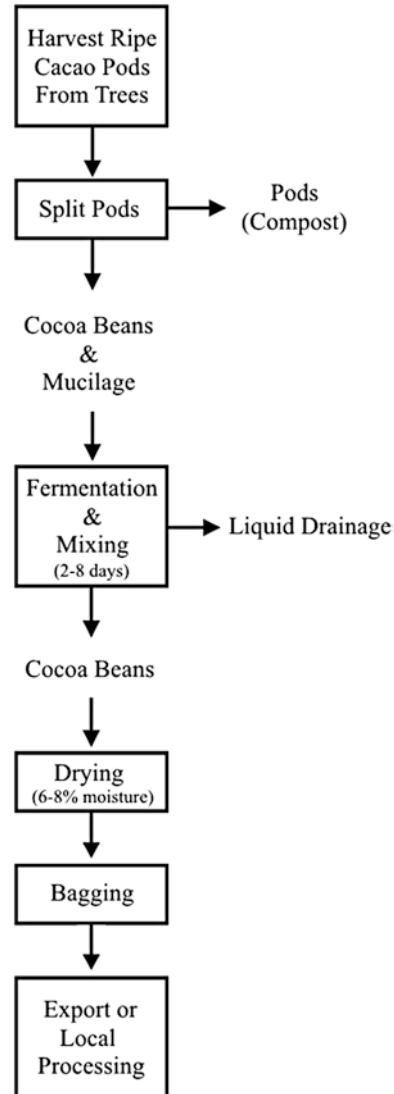 Harvest Ripe
Cacao Pods
From Trees
Split Pods
Pods
(Compost)
Cocoa Beans
&
Mucilage
Fermentation
&
Mixing
(2-8 days)
Liquid Drainage
Cocoa Beans
Drying
(6-8% moisture)
Bagging
Export or
Local
Processing